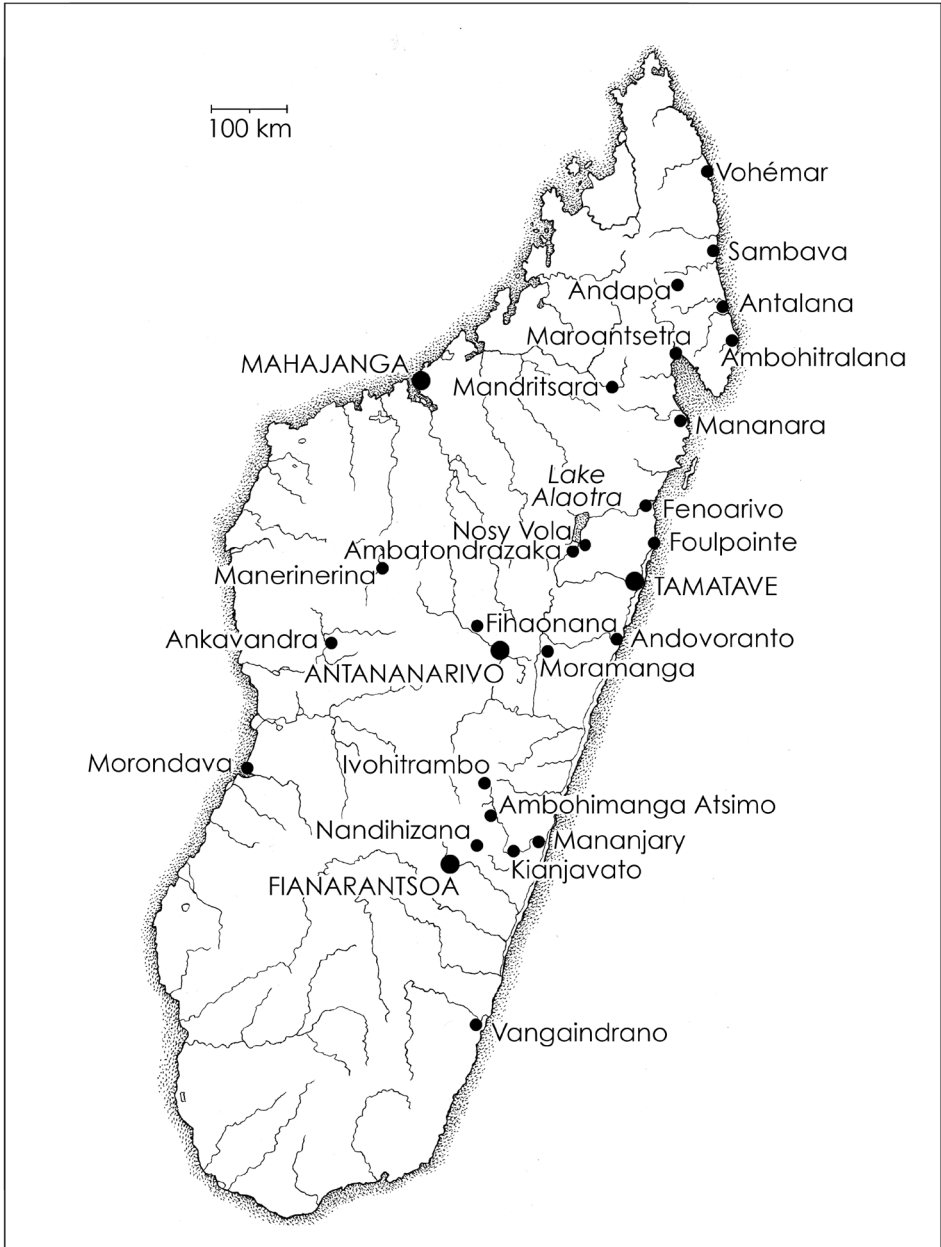 100 km
Vohémar
Sambava
Andapa
Antalana
Maroantsetra
Ambohitralana
MAHAJANGA
Mandritsara
Mananara
Lake
Alaotra
Fenoarivo
Nosy Vola
Foulpointe
Ambatondrazaka
Manerinerina
TAMATAVE
Fihaonana
Ankavandra
Andovoranto
Moramanga
ANTANANARIVO
Morondava
Ivohitrambo
Ambohimanga Atsimo
Nandihizana
Mananjary
Kianjavato
FIANARANTSOA
Vangaindrano